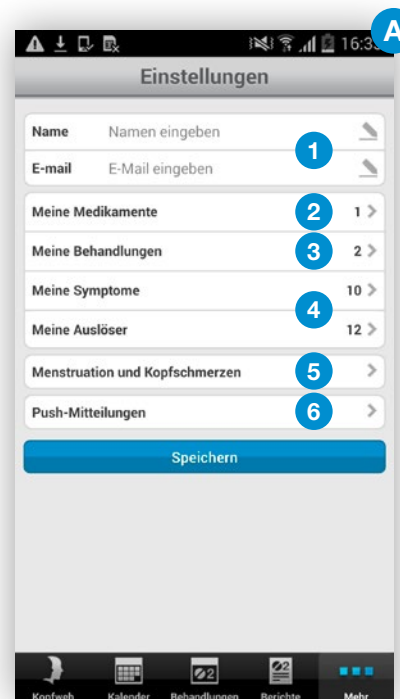 16:3
A
Einstellungen
Name Namen eingeben
1
E-mail E-Mail eingeben
Meine Medikamente 2 1
Meine Behandlungen 3 2
Meine Symptome 10
4
Meine Auslöser 12
Menstruation und Kopfschmerzen 5
Push-Mitteilungen 6
Speichern
Kopfweh Kalender Behandlungen Berichte Mehr